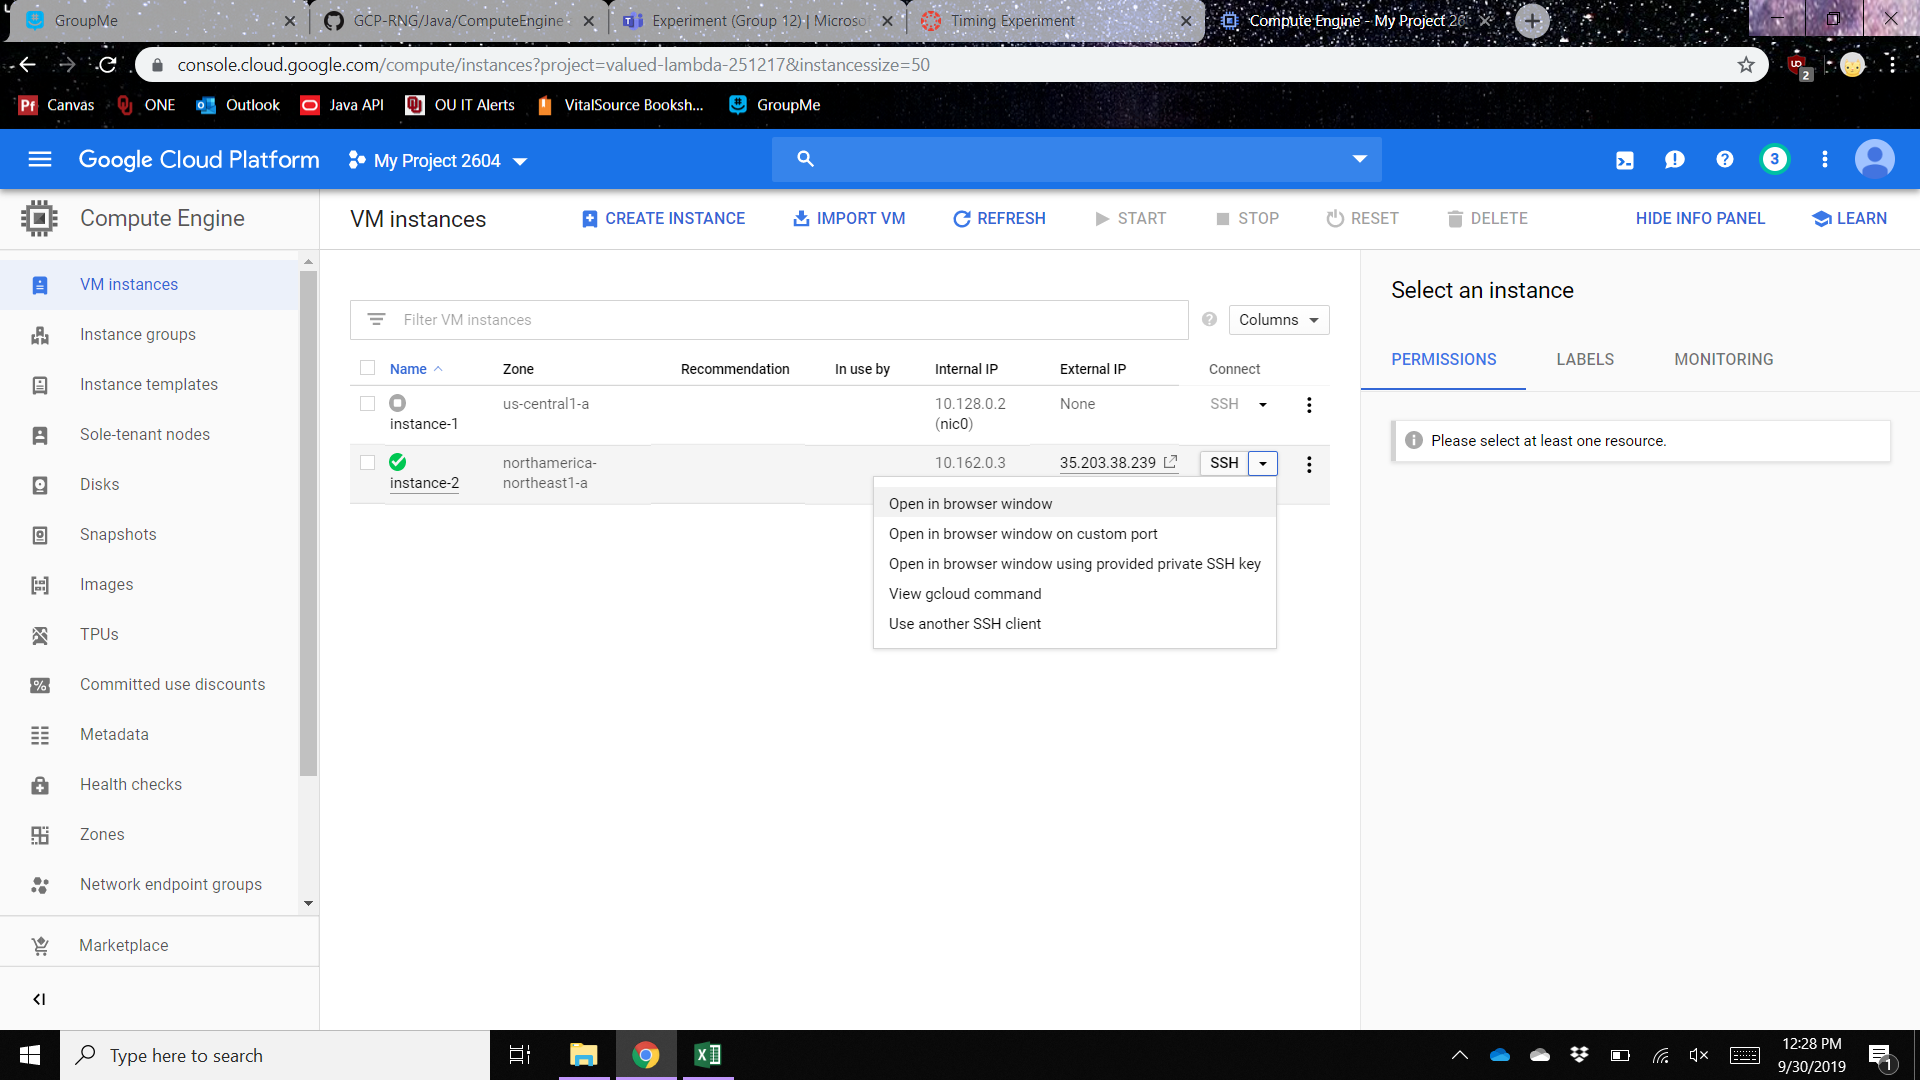 GroupMe
GCP-RNG/Java/ComputeEngine
Experiment (Group 12) | Microsof
Timing Experiment
Compute Engine - My Project 26
console.cloud.google.com/compute/instances?project=valued-lambda-251217&instancessize=50
2
Canvas
ONE
Outlook
Java API
OU IT Alerts
VitalSource Booksh...
GroupMe
Google Cloud Platform
My Project 2604
3
Compute Engine
VM instances
CREATE INSTANCE
IMPORT VM
REFRESH
START
STOP
RESET
DELETE
HIDE INFO PANEL
LEARN
VM instances
Instance groups
Instance templates
Sole-tenant nodes
Disks
Snapshots
Images
TPUs
Committed use discounts
Metadata
Health checks
Zones
Network endpoint groups
Marketplace
Filter VM instances
Columns
Name
Zone
Recommendation
In use by
Internal IP
External IP
Connect
instance-1
us-central1-a
10.128.0.2
(nic0)
None
SSH
instance-2
northamerica-
northeast1-a
10.162.0.3
35.203.38.239
SSH
Open in browser window
Open in browser window on custom port
Open in browser window using provided private SSH key
View gcloud command
Use another SSH client
Select an instance
PERMISSIONS
LABELS
MONITORING
Please select at least one resource.
Type here to search
12:28 PM
9/30/2019
1